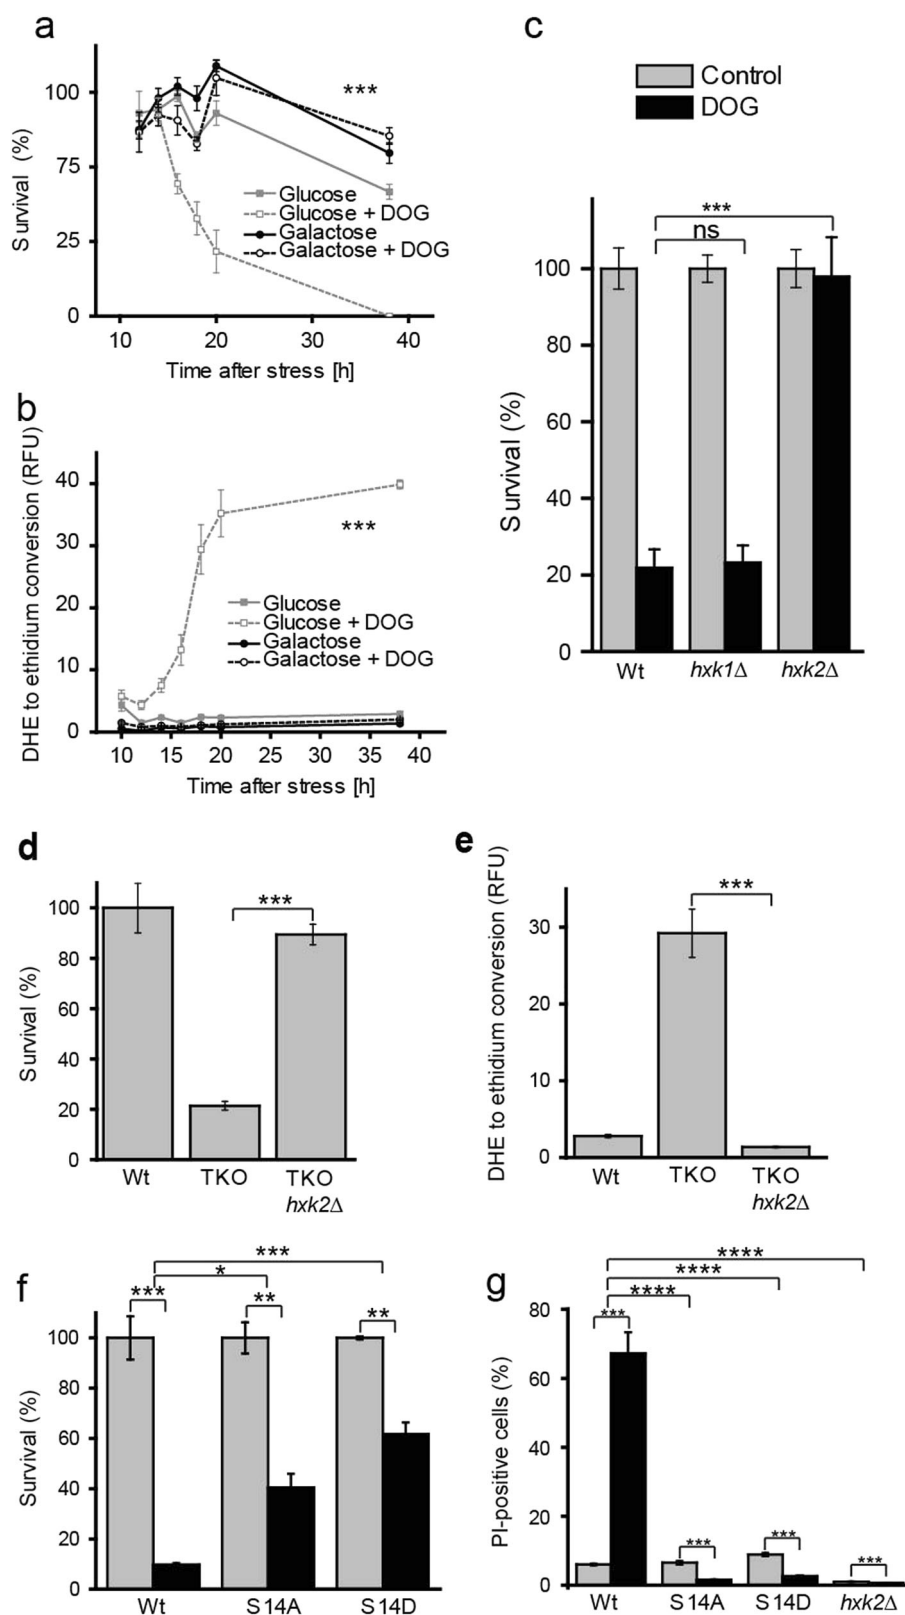 a
Survival (%)
100
75
25
0
***
Glucose
Glucose + DOG
Galactose
Galactose + DOG
10 20 30 40
Time after stress [h]
b
DHE to ethidium conversion (RFU)
40
30
20
10
0
***
Glucose
Glucose + DOG
Galactose
Galactose + DOG
10 15 20 25 30 35 40
Time after stress [h]
c
Control
DOG
Survival (%)
100
80
60
40
20
0
***
ns
Wt hxk1Δ hxk2Δ
d
Survival (%)
100
80
60
40
20
0
***
Wt TKO TKO
hxk2Δ
e
DHE to ethidium conversion (RFU)
30
20
10
0
***
Wt TKO TKO
hxk2Δ
f
Survival (%)
100
80
60
40
20
0
***
*
*** ** **
Wt S14A S14D
g
PI-positive cells (%)
80
60
40
20
0
****
****
****
*** *** *** ***
Wt S14A S14D hxk2Δ